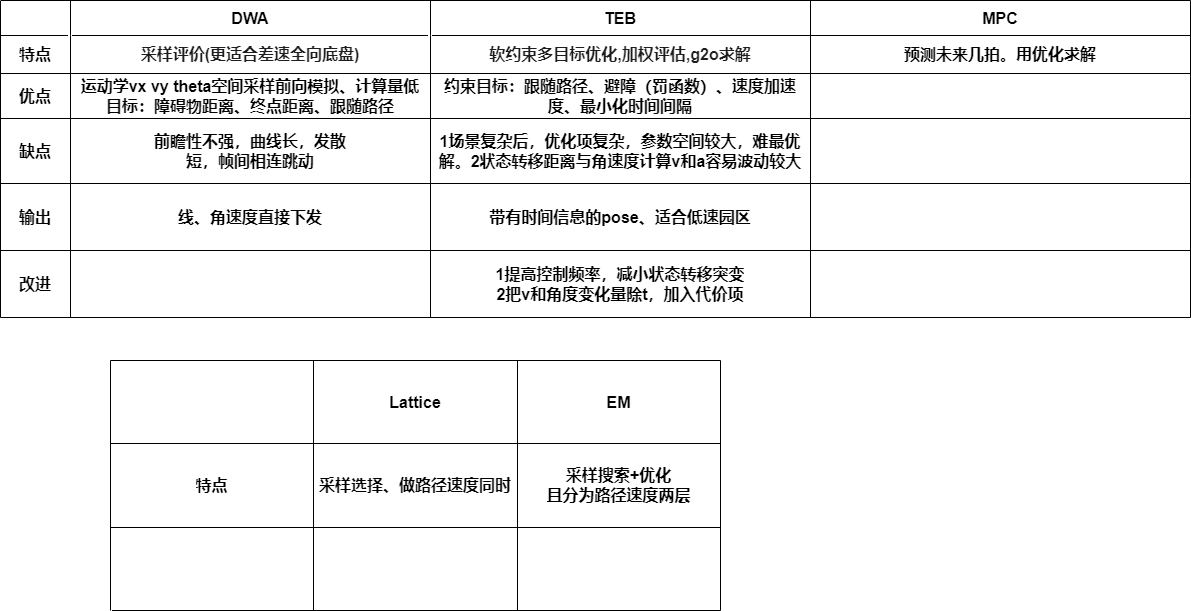 DWA
TEB
MPC
特点
采样评价(更适合差速全向底盘)
软约束多目标优化,加权评估,g2o求解
预测未来几拍。用优化求解
优点
运动学vx vy theta空间采样前向模拟、计算量低
目标：障碍物距离、终点距离、跟随路径
约束目标：跟随路径、避障（罚函数）、速度加速
度、最小化时间间隔
缺点
前瞻性不强，曲线长，发散
短，帧间相连跳动
1场景复杂后，优化项复杂，参数空间较大，难最优
解。2状态转移距离与角速度计算v和a容易波动较大
输出
线、角速度直接下发
带有时间信息的pose、适合低速园区
改进
1提高控制频率，减小状态转移突变
2把v和角度变化量除t，加入代价项
Lattice
EM
特点
采样选择、做路径速度同时
采样搜索+优化
且分为路径速度两层